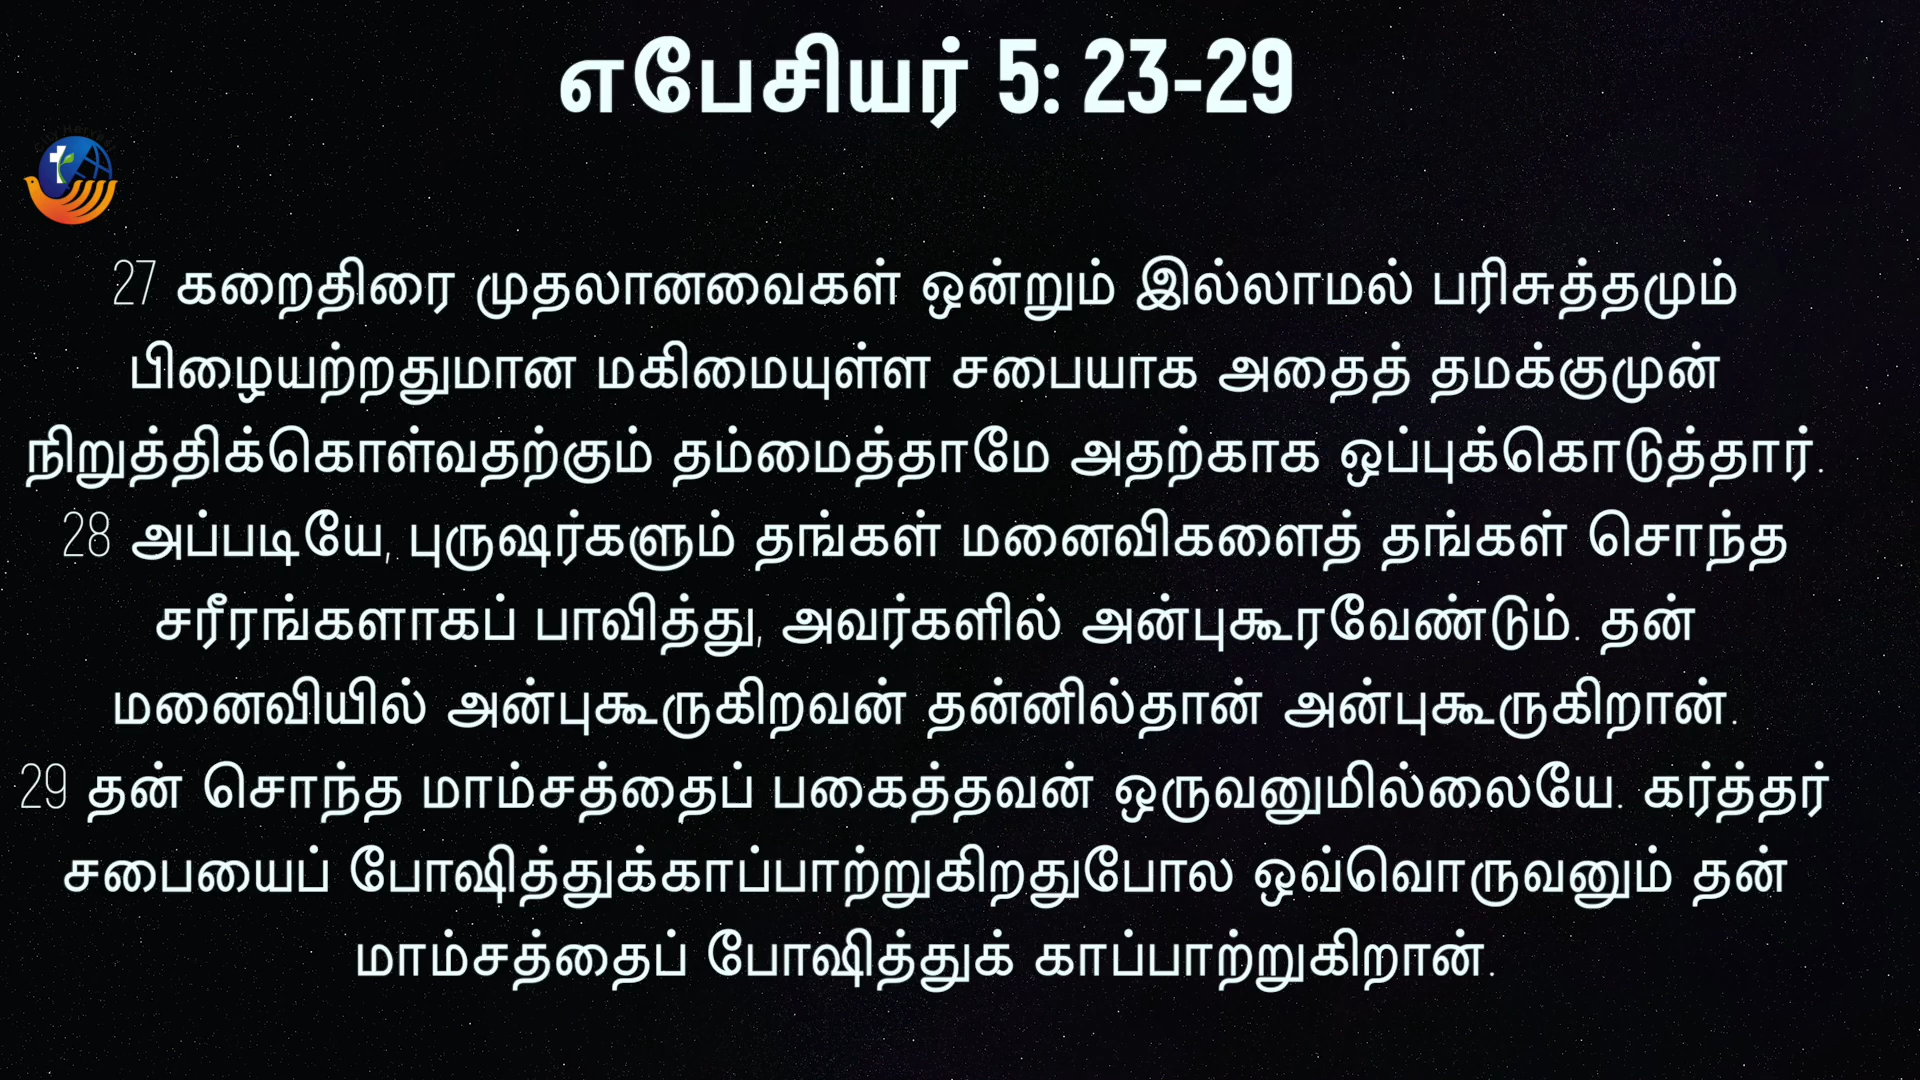 எபேசியர் 5: 23-29
27 கறைதிரை முதலானவைகள் ஒன்றும் இல்லாமல் பரிசுத்தமும்
பிழையற்றதுமான மகிமையுள்ள சபையாக அதைத் தமக்குமுன்
நிறுத்திக்கொள்வதற்கும் தம்மைத்தாமே அதற்காக ஒப்புக்கொடுத்தார்.
28 அப்படியே, புருஷர்களும் தங்கள் மனைவிகளைத் தங்கள் சொந்த
சரீரங்களாகப் பாவித்து, அவர்களில் அன்புகூரவேண்டும். தன்
மனைவியில் அன்புகூருகிறவன் தன்னில்தான் அன்புகூருகிறான்.
29 தன் சொந்த மாம்சத்தைப் பகைத்தவன் ஒருவனுமில்லையே. கர்த்தர்
சபையைப் போஷித்துக்காப்பாற்றுகிறதுபோல ஒவ்வொருவனும் தன்
மாம்சத்தைப் போஷித்துக் காப்பாற்றுகிறான்.